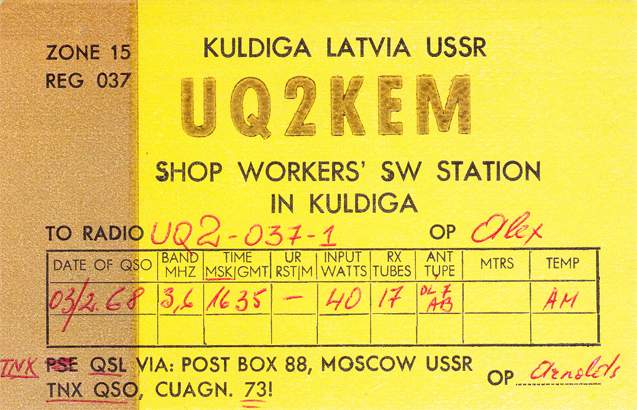 ZONE 15
REG 037
KULDIGA LATVIA USSR
UQ2KEM
SHOP WORKERS' SW STATION
IN KULDIGA
TO RADIO UQ2-037-1 OP Alex
DATE OF QSO BAND MHZ TIME MSK|GMT UR RST|M INPUT WATTS RX TUBES ANT TYPE MTRS TEMP
03/2.68 3,6 1635 — 40 17 DL7 AB AM
TNX PSE QSL VIA: POST BOX 88, MOSCOW USSR
TNX QSO, CUAGN. 73! OP Arnolds